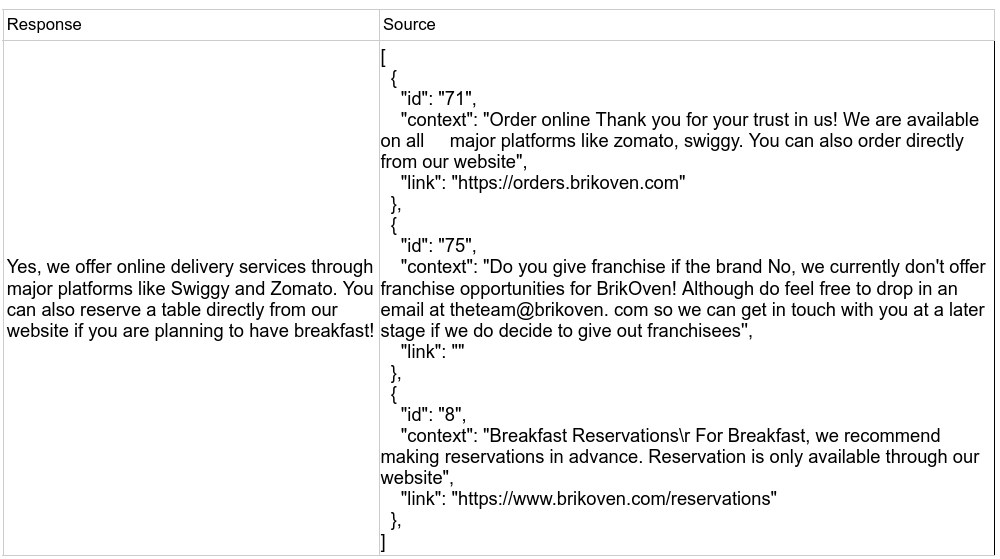 Response
Source
Yes, we offer online delivery services through
major platforms like Swiggy and Zomato. You
can also reserve a table directly from our
website if you are planning to have breakfast!
[
  {
    "id": "71",
    "context": "Order online Thank you for your trust in us! We are available
on all     major platforms like zomato, swiggy. You can also order directly
from our website",
    "link": "https://orders.brikoven.com"
  },
  {
    "id": "75",
    "context": "Do you give franchise if the brand No, we currently don't offer
franchise opportunities for BrikOven! Although do feel free to drop in an
email at theteam@brikoven. com so we can get in touch with you at a later
stage if we do decide to give out franchisees",
    "link": ""
  },
  {
    "id": "8",
    "context": "Breakfast Reservations\r For Breakfast, we recommend
making reservations in advance. Reservation is only available through our
website",
    "link": "https://www.brikoven.com/reservations"
  },
]